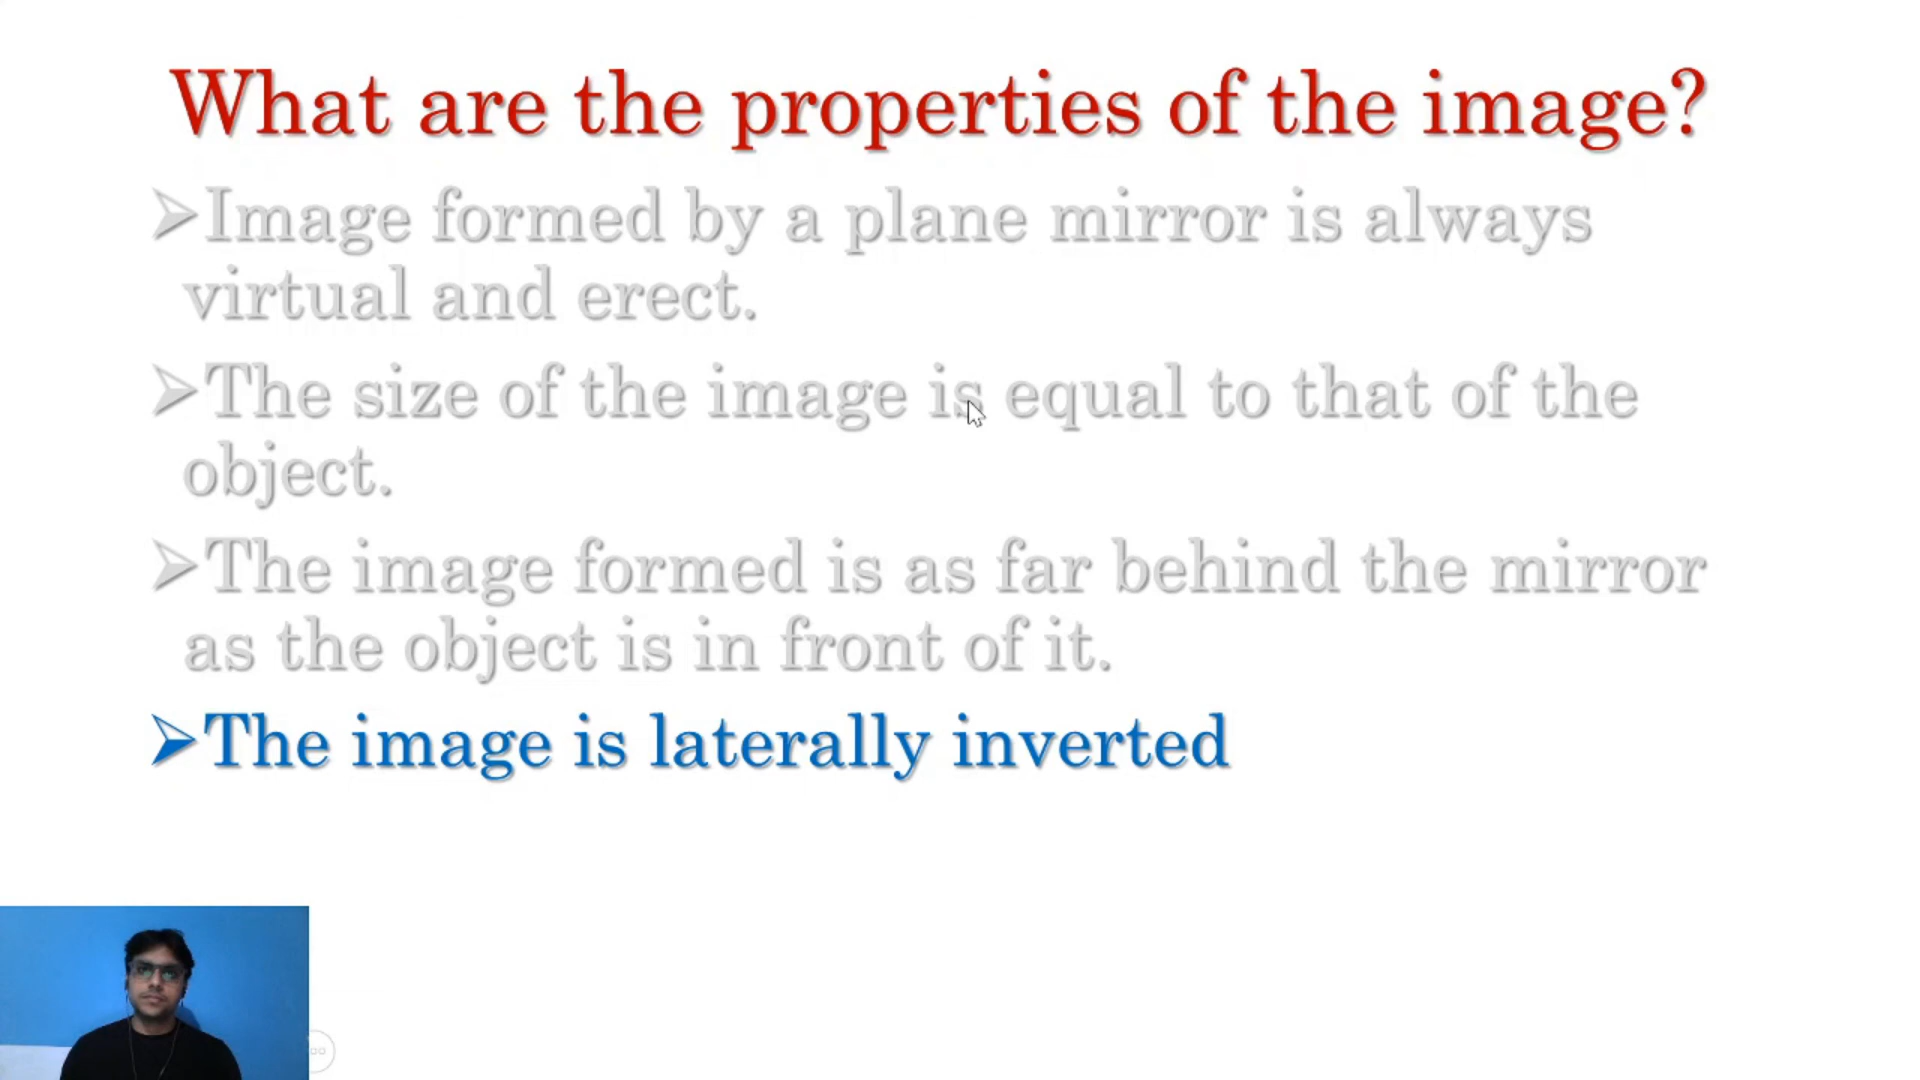 What are the properties of the image?
➢Image formed by a plane mirror is always
virtual and erect.
➢The size of the image is equal to that of the
object.
➢The image formed is as far behind the mirror
as the object is in front of it.
➢The image is laterally inverted